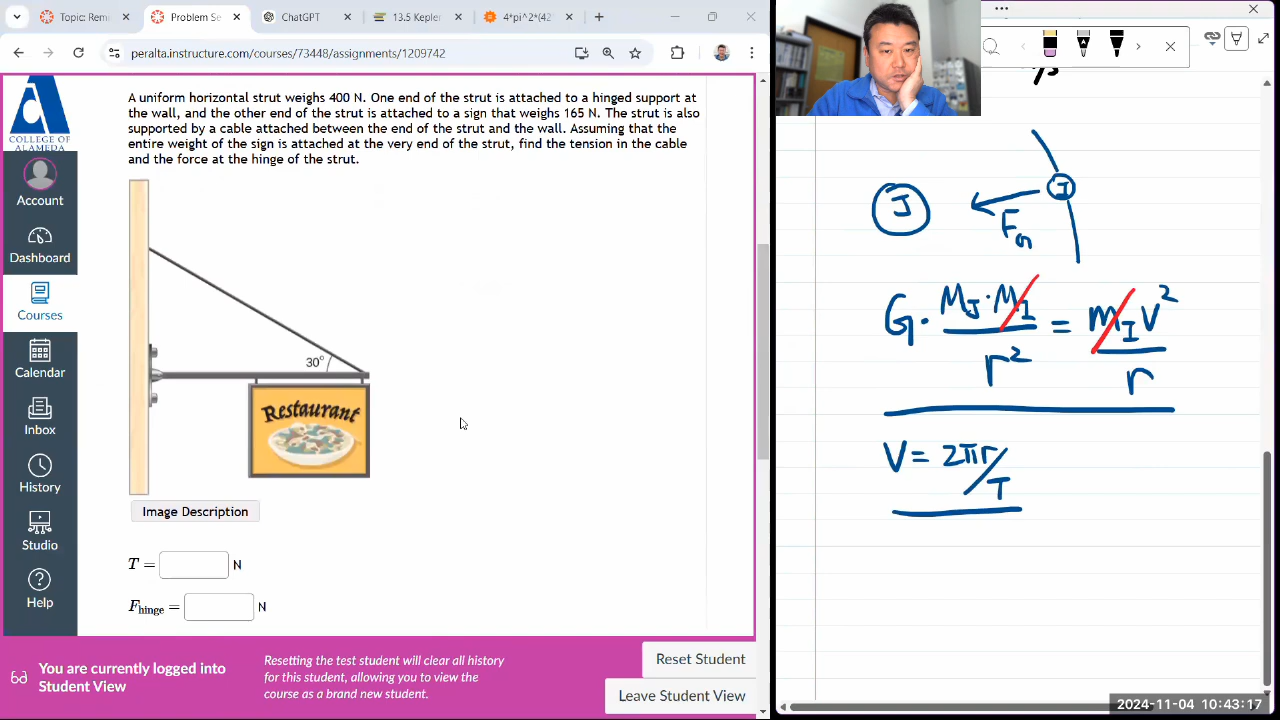 Topic: Rem
Problem Se
ChatGPT
13.5 Kepler
4*pi^2*(42
peralta.instructure.com/courses/73448/assignments/1209742
COLLEGE OF
ALAMEDA
Account
Dashboard
Courses
Calendar
Inbox
History
Studio
Help
A uniform horizontal strut weighs 400 N. One end of the strut is attached to a hinged support at
the wall, and the other end of the strut is attached to a sign that weighs 165 N. The strut is also
supported by a cable attached between the end of the strut and the wall. Assuming that the
entire weight of the sign is attached at the very end of the strut, find the tension in the cable
and the force at the hinge of the strut.
30°
Restaurant
Image Description
T = N
Fhinge = N
You are currently logged into
Student View
Resetting the test student will clear all history
for this student, allowing you to view the
course as a brand new student.
Reset Student
Leave Student View
J
I
Fg
G · MJ · MI / r² = mI V² / r
V = 2πr/T
2024-11-04 10:43:17